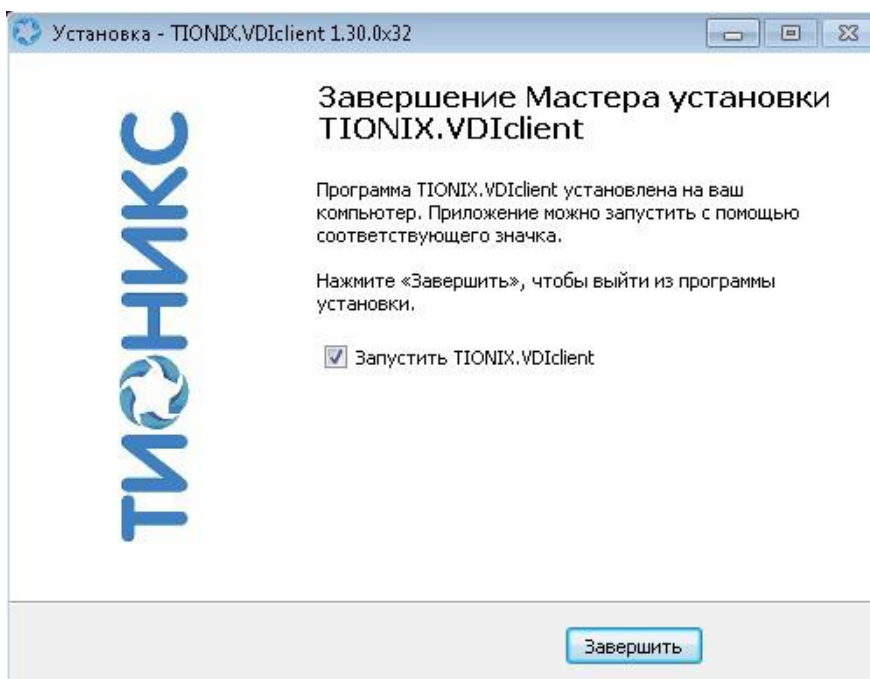 Установка - TIONIX.VDIclient 1.30.0x32
ТИОНИКС
Завершение Мастера установки
TIONIX.VDIclient
Программа TIONIX.VDIclient установлена на ваш
компьютер. Приложение можно запустить с помощью
соответствующего значка.
Нажмите «Завершить», чтобы выйти из программы
установки.
Запустить TIONIX.VDIclient
Завершить